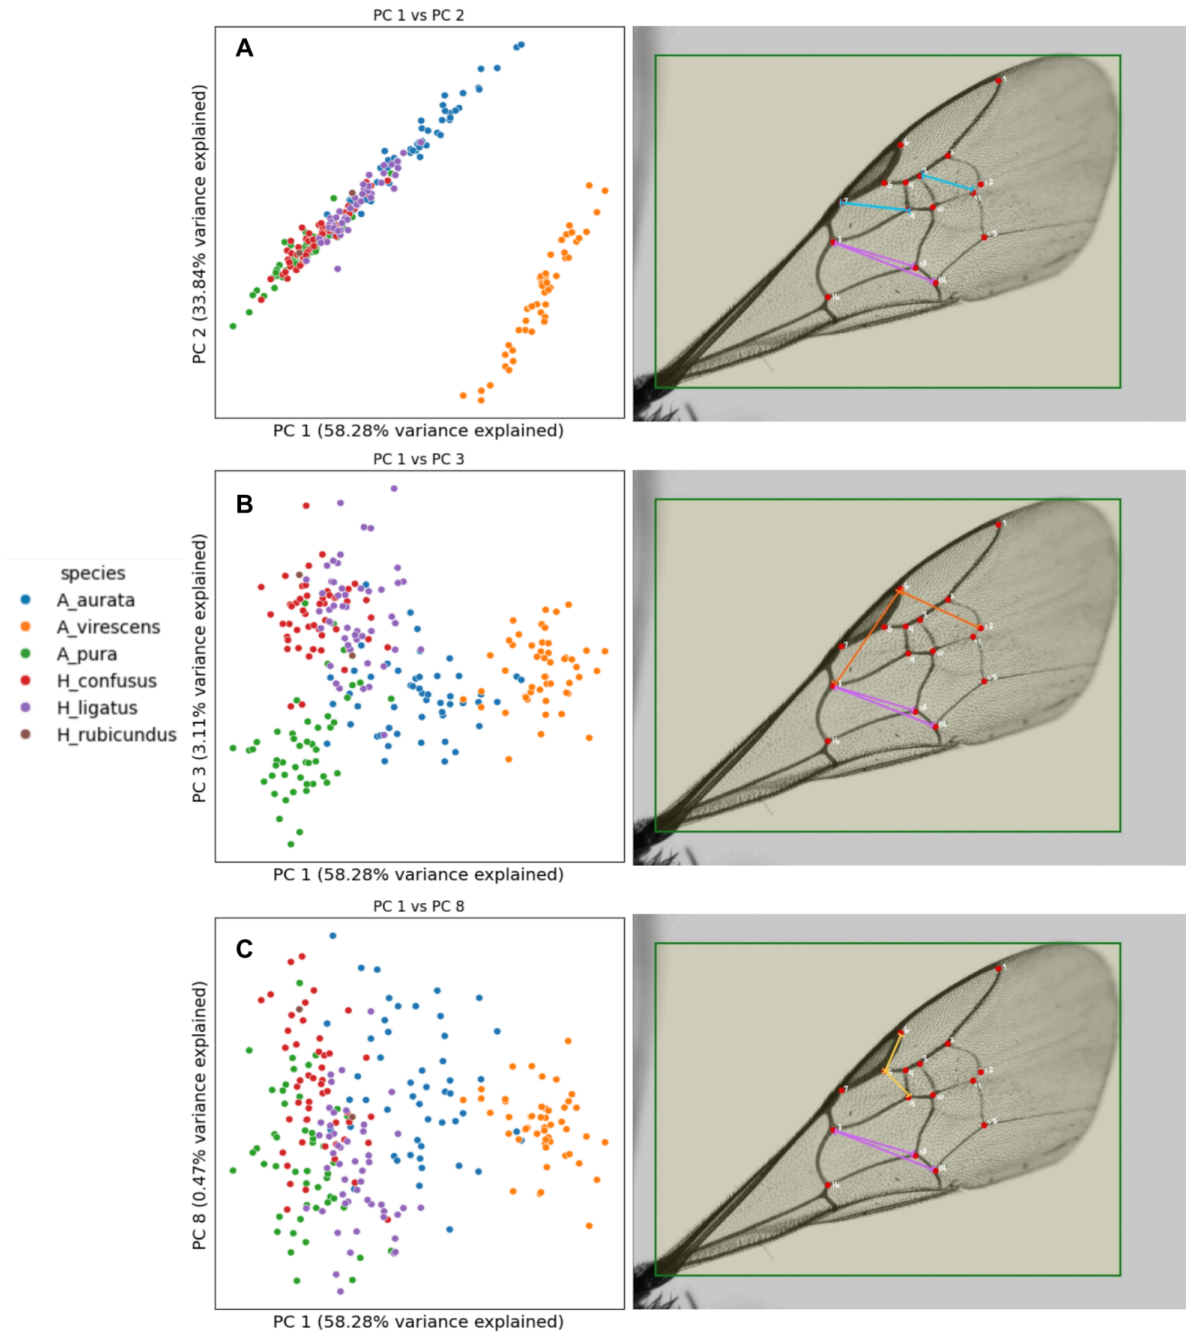 PC 1 vs PC 2
A
PC 2 (33.84% variance explained)
PC 1 (58.28% variance explained)
PC 1 vs PC 3
B
PC 3 (3.11% variance explained)
PC 1 (58.28% variance explained)
species
A_aurata
A_virescens
A_pura
H_confusus
H_ligatus
H_rubicundus
PC 1 vs PC 8
C
PC 8 (0.47% variance explained)
PC 1 (58.28% variance explained)